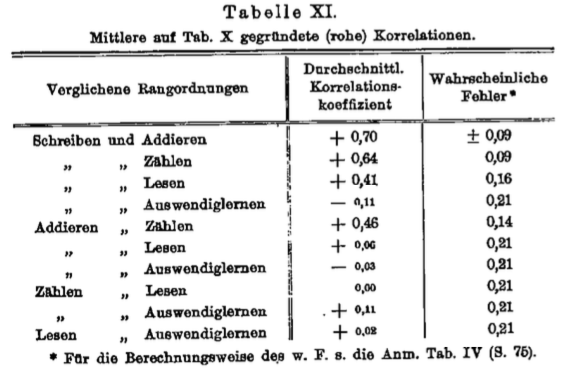 Tabelle XI.
Mittlere auf Tab. X gegründete (rohe) Korrelationen.
Verglichene Rangordnungen Durchschnittl. Korrelations- koeffizient Wahrscheinliche Fehler*
Schreiben und Addieren + 0,70 ± 0,09
„ „ Zählen + 0,64 0,09
„ „ Lesen + 0,41 0,16
„ „ Auswendiglernen — 0,11 0,21
Addieren „ Zählen + 0,46 0,14
„ „ Lesen + 0,06 0,21
„ „ Auswendiglernen — 0,03 0,21
Zählen „ Lesen 0,00 0,21
„ „ Auswendiglernen + 0,11 0,21
Lesen „ Auswendiglernen + 0,02 0,21
* Für die Berechnungsweise des w. F. s. die Anm. Tab. IV (S. 75).